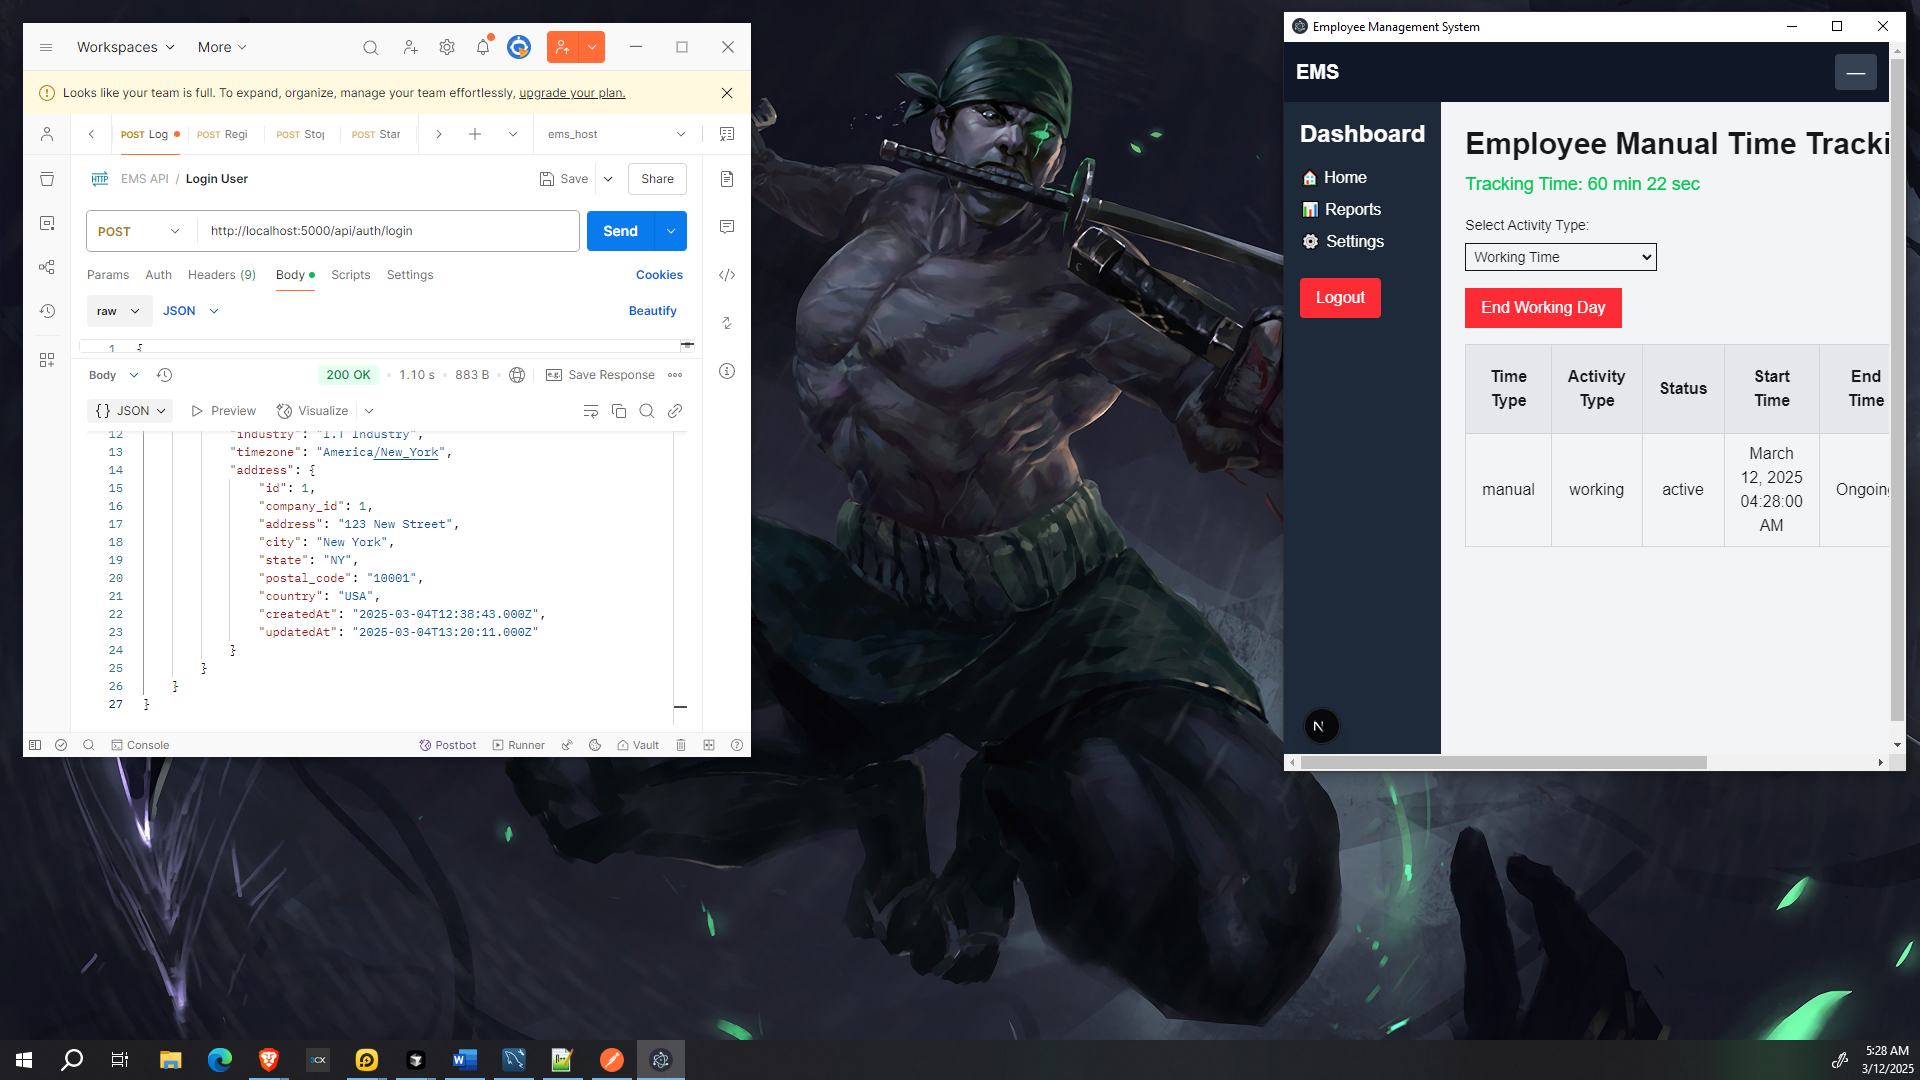 Workspaces
More
Looks like your team is full. To expand, organize, manage your team effortlessly, upgrade your plan.
POST Log
POST Regi
POST Stop
POST Star
ems_host
EMS API / Login User
Save
Share
POST
http://localhost:5000/api/auth/login
Send
Params
Auth
Headers (9)
Body
Scripts
Settings
Cookies
raw
JSON
Beautify
1 {
Body
200 OK
1.10 s
883 B
Save Response
{} JSON
Preview
Visualize
12 "industry": "I.T Industry",
13 "timezone": "America/New_York",
14 "address": {
15 "id": 1,
16 "company_id": 1,
17 "address": "123 New Street",
18 "city": "New York",
19 "state": "NY",
20 "postal_code": "10001",
21 "country": "USA",
22 "createdAt": "2025-03-04T12:38:43.000Z",
23 "updatedAt": "2025-03-04T13:20:11.000Z"
24 }
25 }
26 }
27 }
Console
Postbot
Runner
Vault
Employee Management System
EMS
Dashboard
Home
Reports
Settings
Logout
N
Employee Manual Time Tracki
Tracking Time: 60 min 22 sec
Select Activity Type:
Working Time
End Working Day
Time Type
Activity Type
Status
Start Time
End Time
manual
working
active
March 12, 2025 04:28:00 AM
Ongoing
5:28 AM
3/12/2025